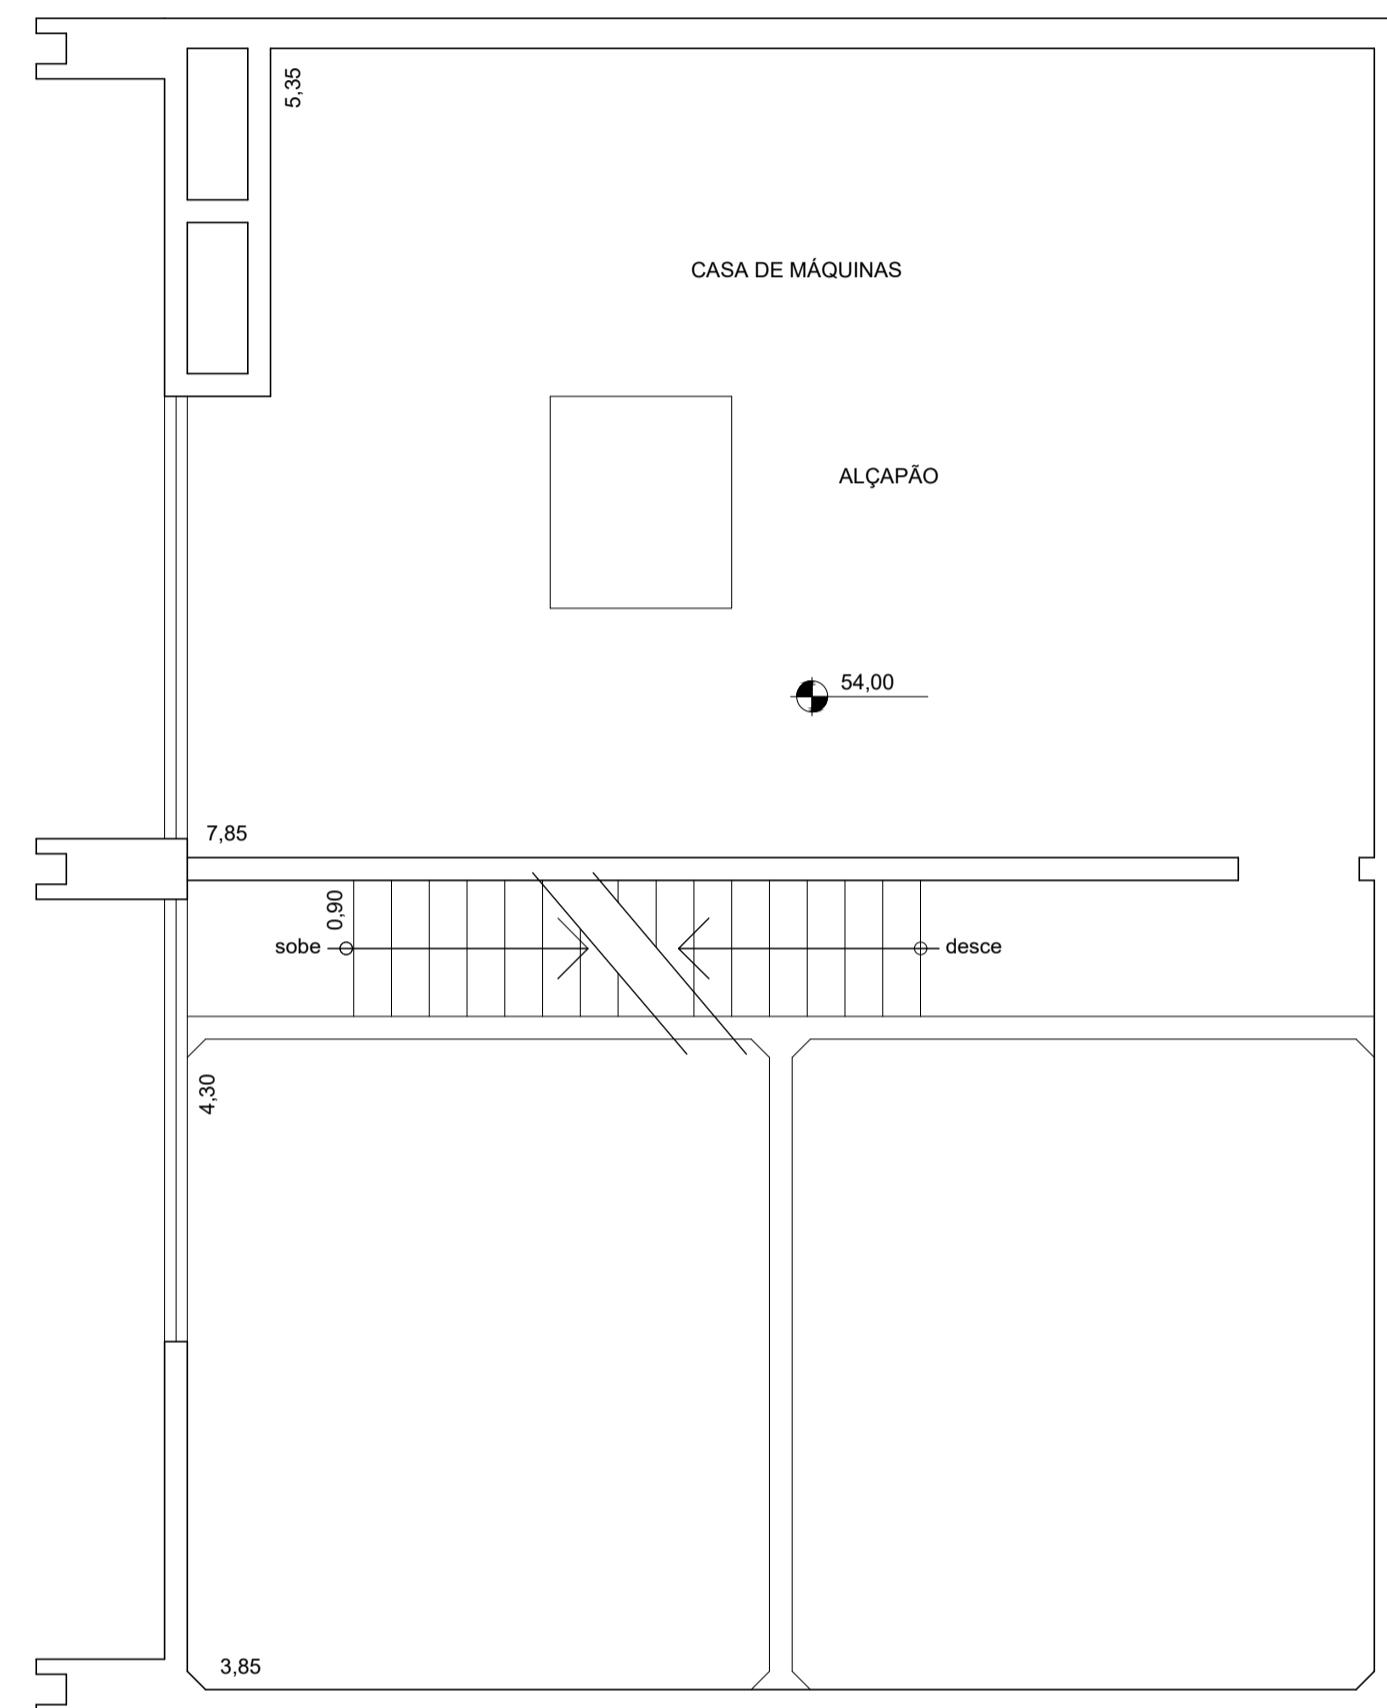 5,35
CASA DE MÁQUINAS
ALÇAPÃO
54,00
7,85
0,90
sobe
desce
4,30
3,85